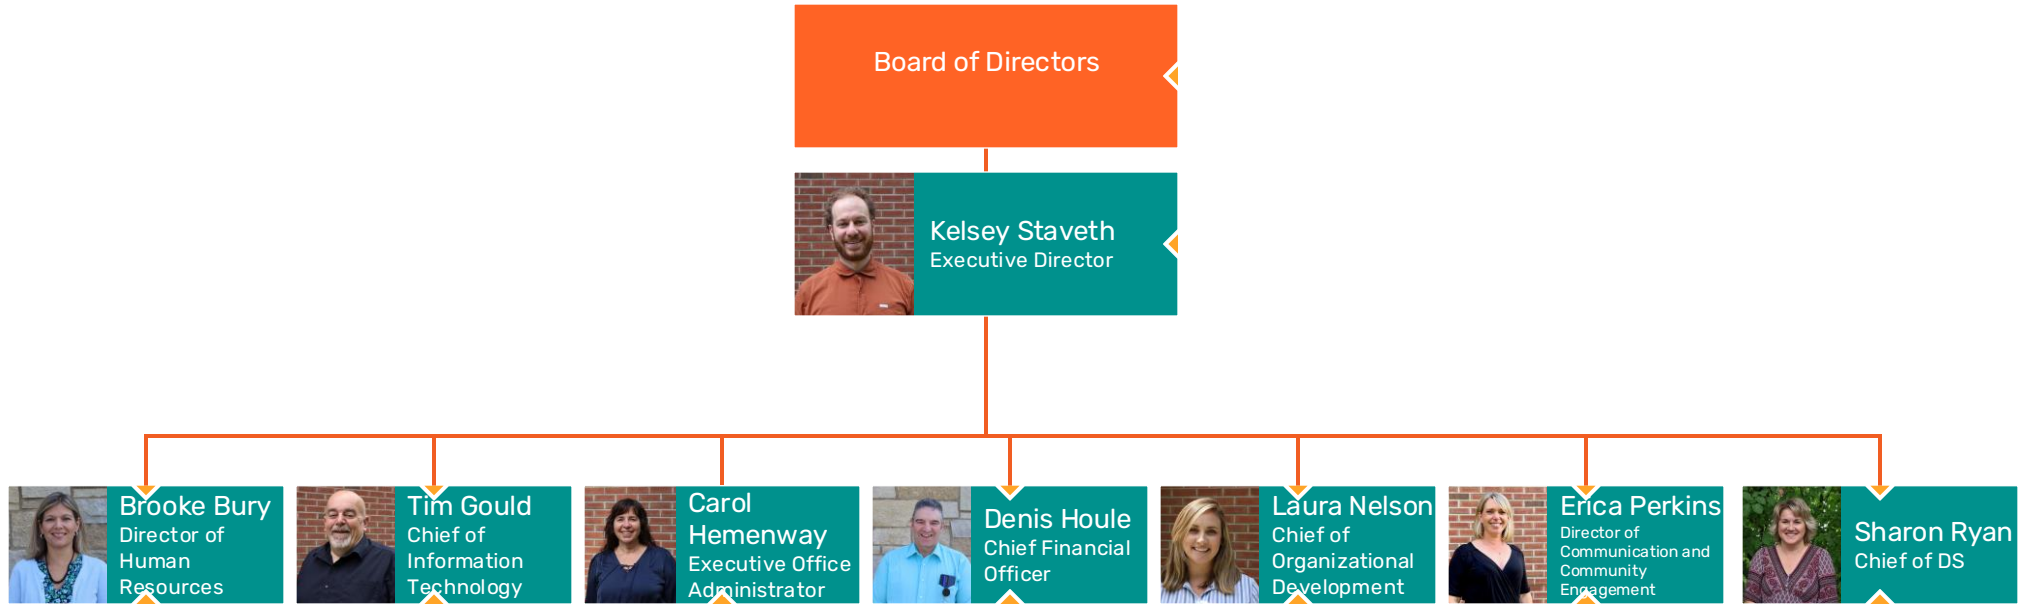 Board of Directors
Kelsey Staveth
Executive Director
Brooke Bury
Director of
Human
Resources
Tim Gould
Chief of
Information
Technology
Carol
Hemenway
Executive Office
Administrator
Denis Houle
Chief Financial
Officer
Laura Nelson
Chief of
Organizational
Development
Erica Perkins
Director of
Communication and
Community
Engagement
Sharon Ryan
Chief of DS